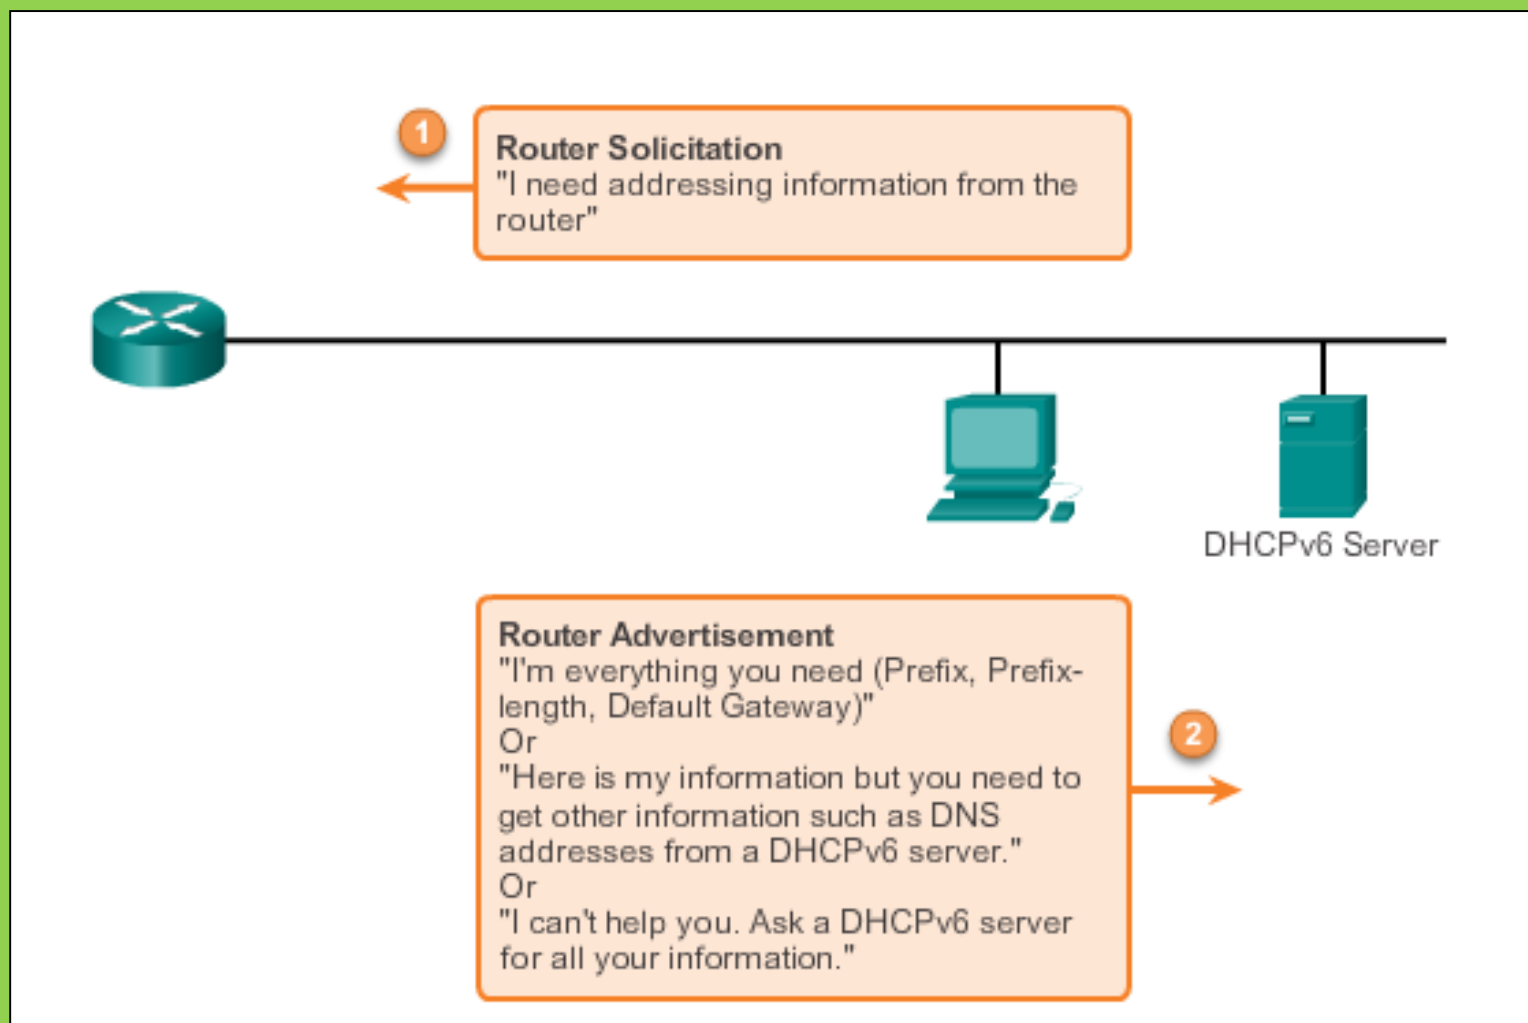 1
Router Solicitation
"I need addressing information from the
router"
DHCPv6 Server
Router Advertisement
"I'm everything you need (Prefix, Prefix-
length, Default Gateway)"
Or
"Here is my information but you need to
get other information such as DNS
addresses from a DHCPv6 server."
Or
"I can't help you. Ask a DHCPv6 server
for all your information."
2